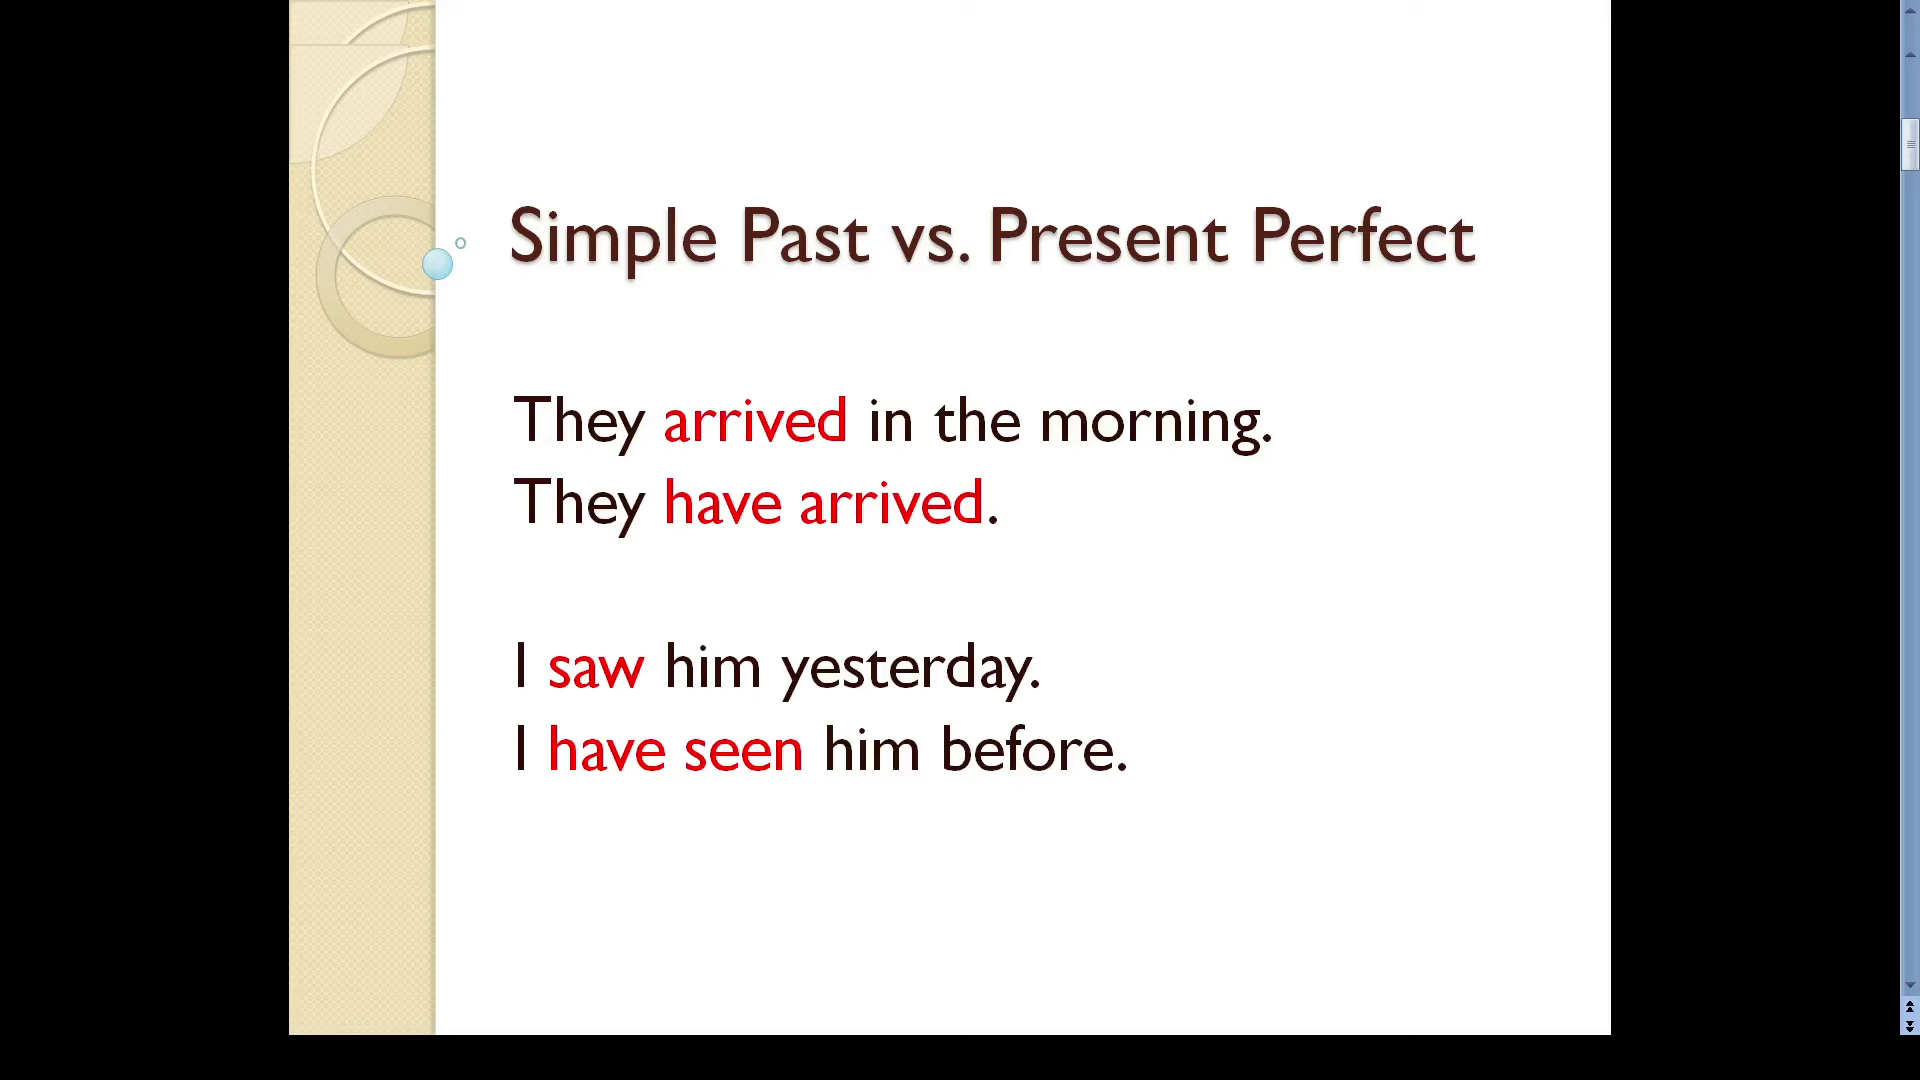 Simple Past vs. Present Perfect
They arrived in the morning.
They have arrived.
I saw him yesterday.
I have seen him before.